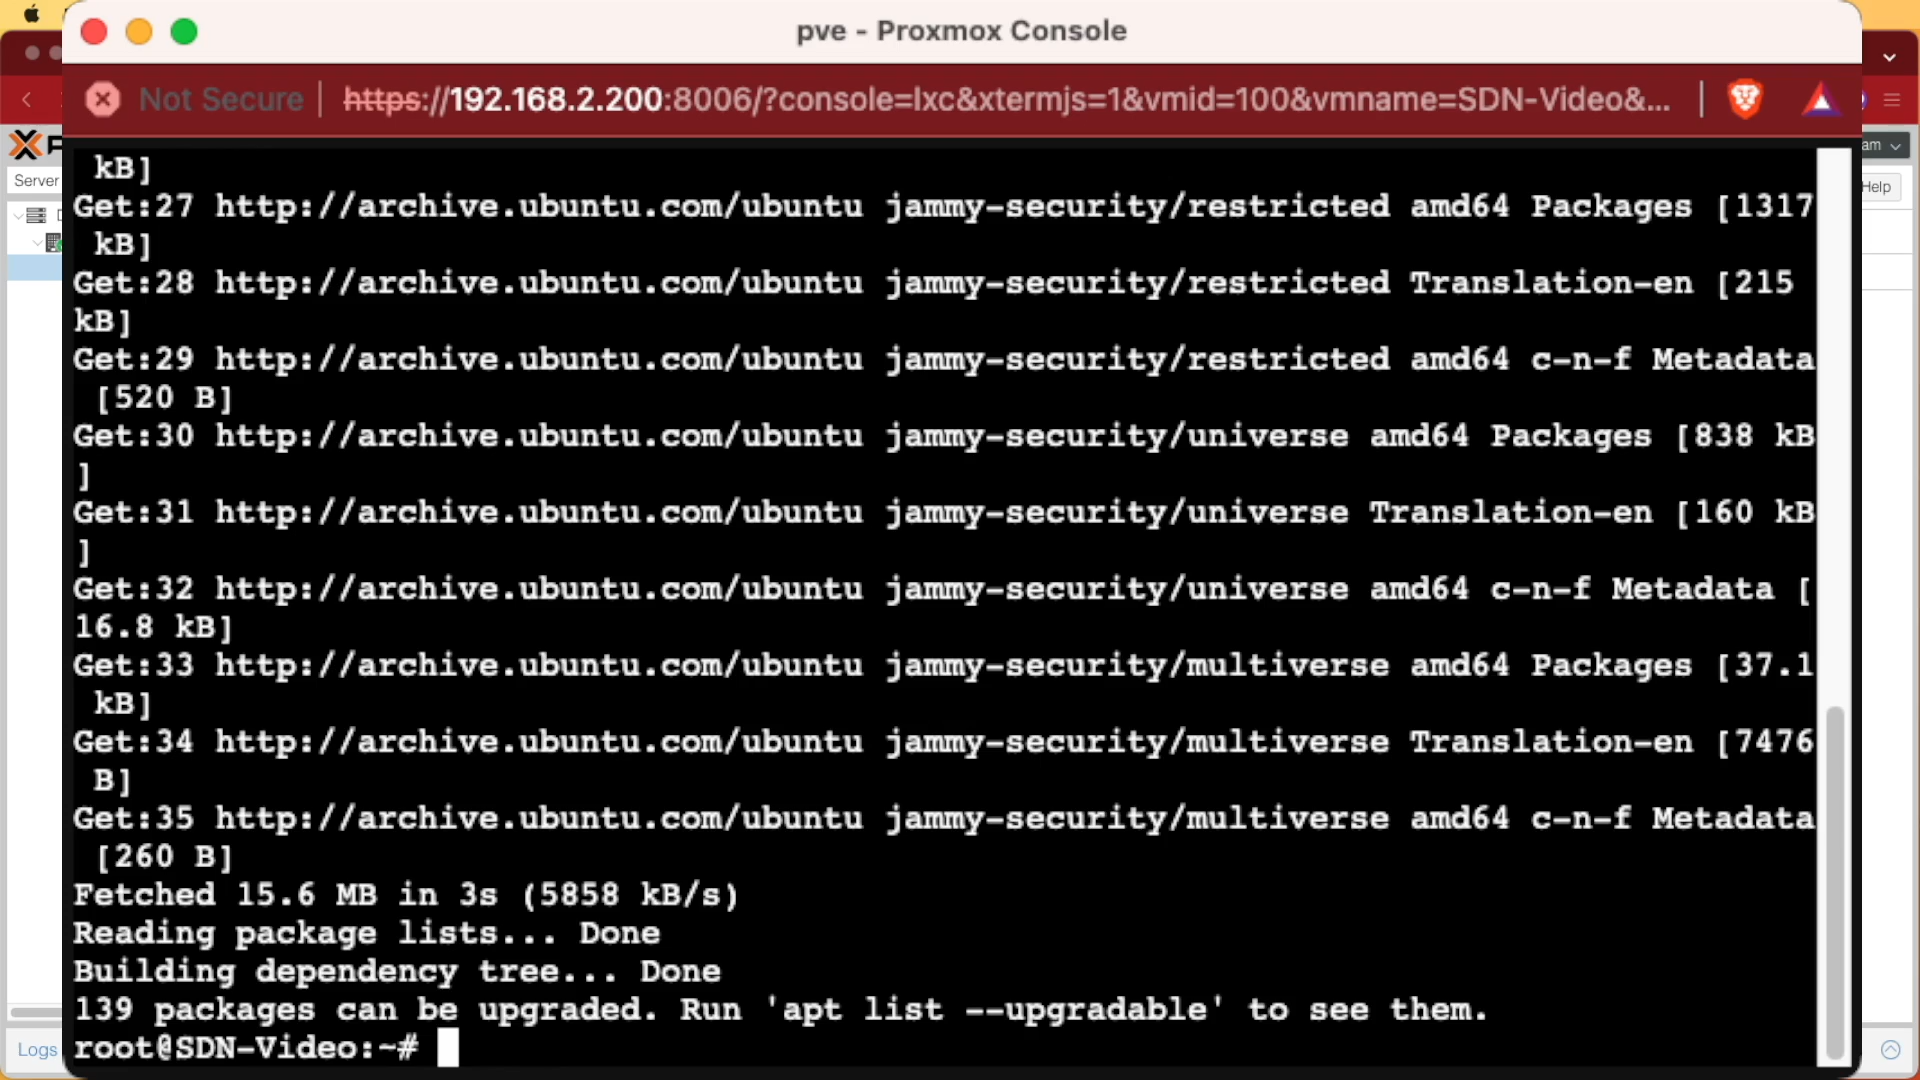 pve - Proxmox Console
Not Secure | https://192.168.2.200:8006/?console=lxc&xtermjs=1&vmid=100&vmname=SDN-Video&...
am
Server
Help
kB]
Get:27 http://archive.ubuntu.com/ubuntu jammy-security/restricted amd64 Packages [1317
kB]
Get:28 http://archive.ubuntu.com/ubuntu jammy-security/restricted Translation-en [215
kB]
Get:29 http://archive.ubuntu.com/ubuntu jammy-security/restricted amd64 c-n-f Metadata
[520 B]
Get:30 http://archive.ubuntu.com/ubuntu jammy-security/universe amd64 Packages [838 kB
]
Get:31 http://archive.ubuntu.com/ubuntu jammy-security/universe Translation-en [160 kB
]
Get:32 http://archive.ubuntu.com/ubuntu jammy-security/universe amd64 c-n-f Metadata [
16.8 kB]
Get:33 http://archive.ubuntu.com/ubuntu jammy-security/multiverse amd64 Packages [37.1
kB]
Get:34 http://archive.ubuntu.com/ubuntu jammy-security/multiverse Translation-en [7476
B]
Get:35 http://archive.ubuntu.com/ubuntu jammy-security/multiverse amd64 c-n-f Metadata
[260 B]
Fetched 15.6 MB in 3s (5858 kB/s)
Reading package lists... Done
Building dependency tree... Done
139 packages can be upgraded. Run 'apt list --upgradable' to see them.
root@SDN-Video:~#
Logs